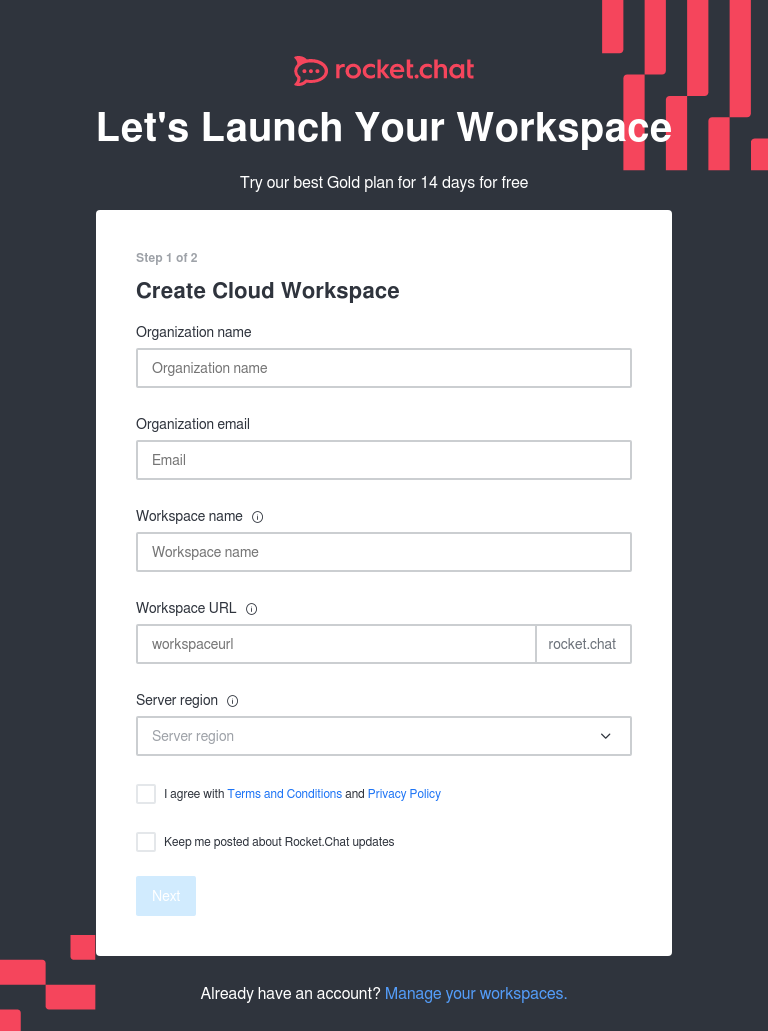 rocket.chat
Let's Launch Your Workspace
Try our best Gold plan for 14 days for free
Step 1 of 2
Create Cloud Workspace
Organization name
Organization name
Organization email
Email
Workspace name
Workspace name
Workspace URL
workspaceurl rocket.chat
Server region
Server region
I agree with Terms and Conditions and Privacy Policy
Keep me posted about Rocket.Chat updates
Next
Already have an account? Manage your workspaces.